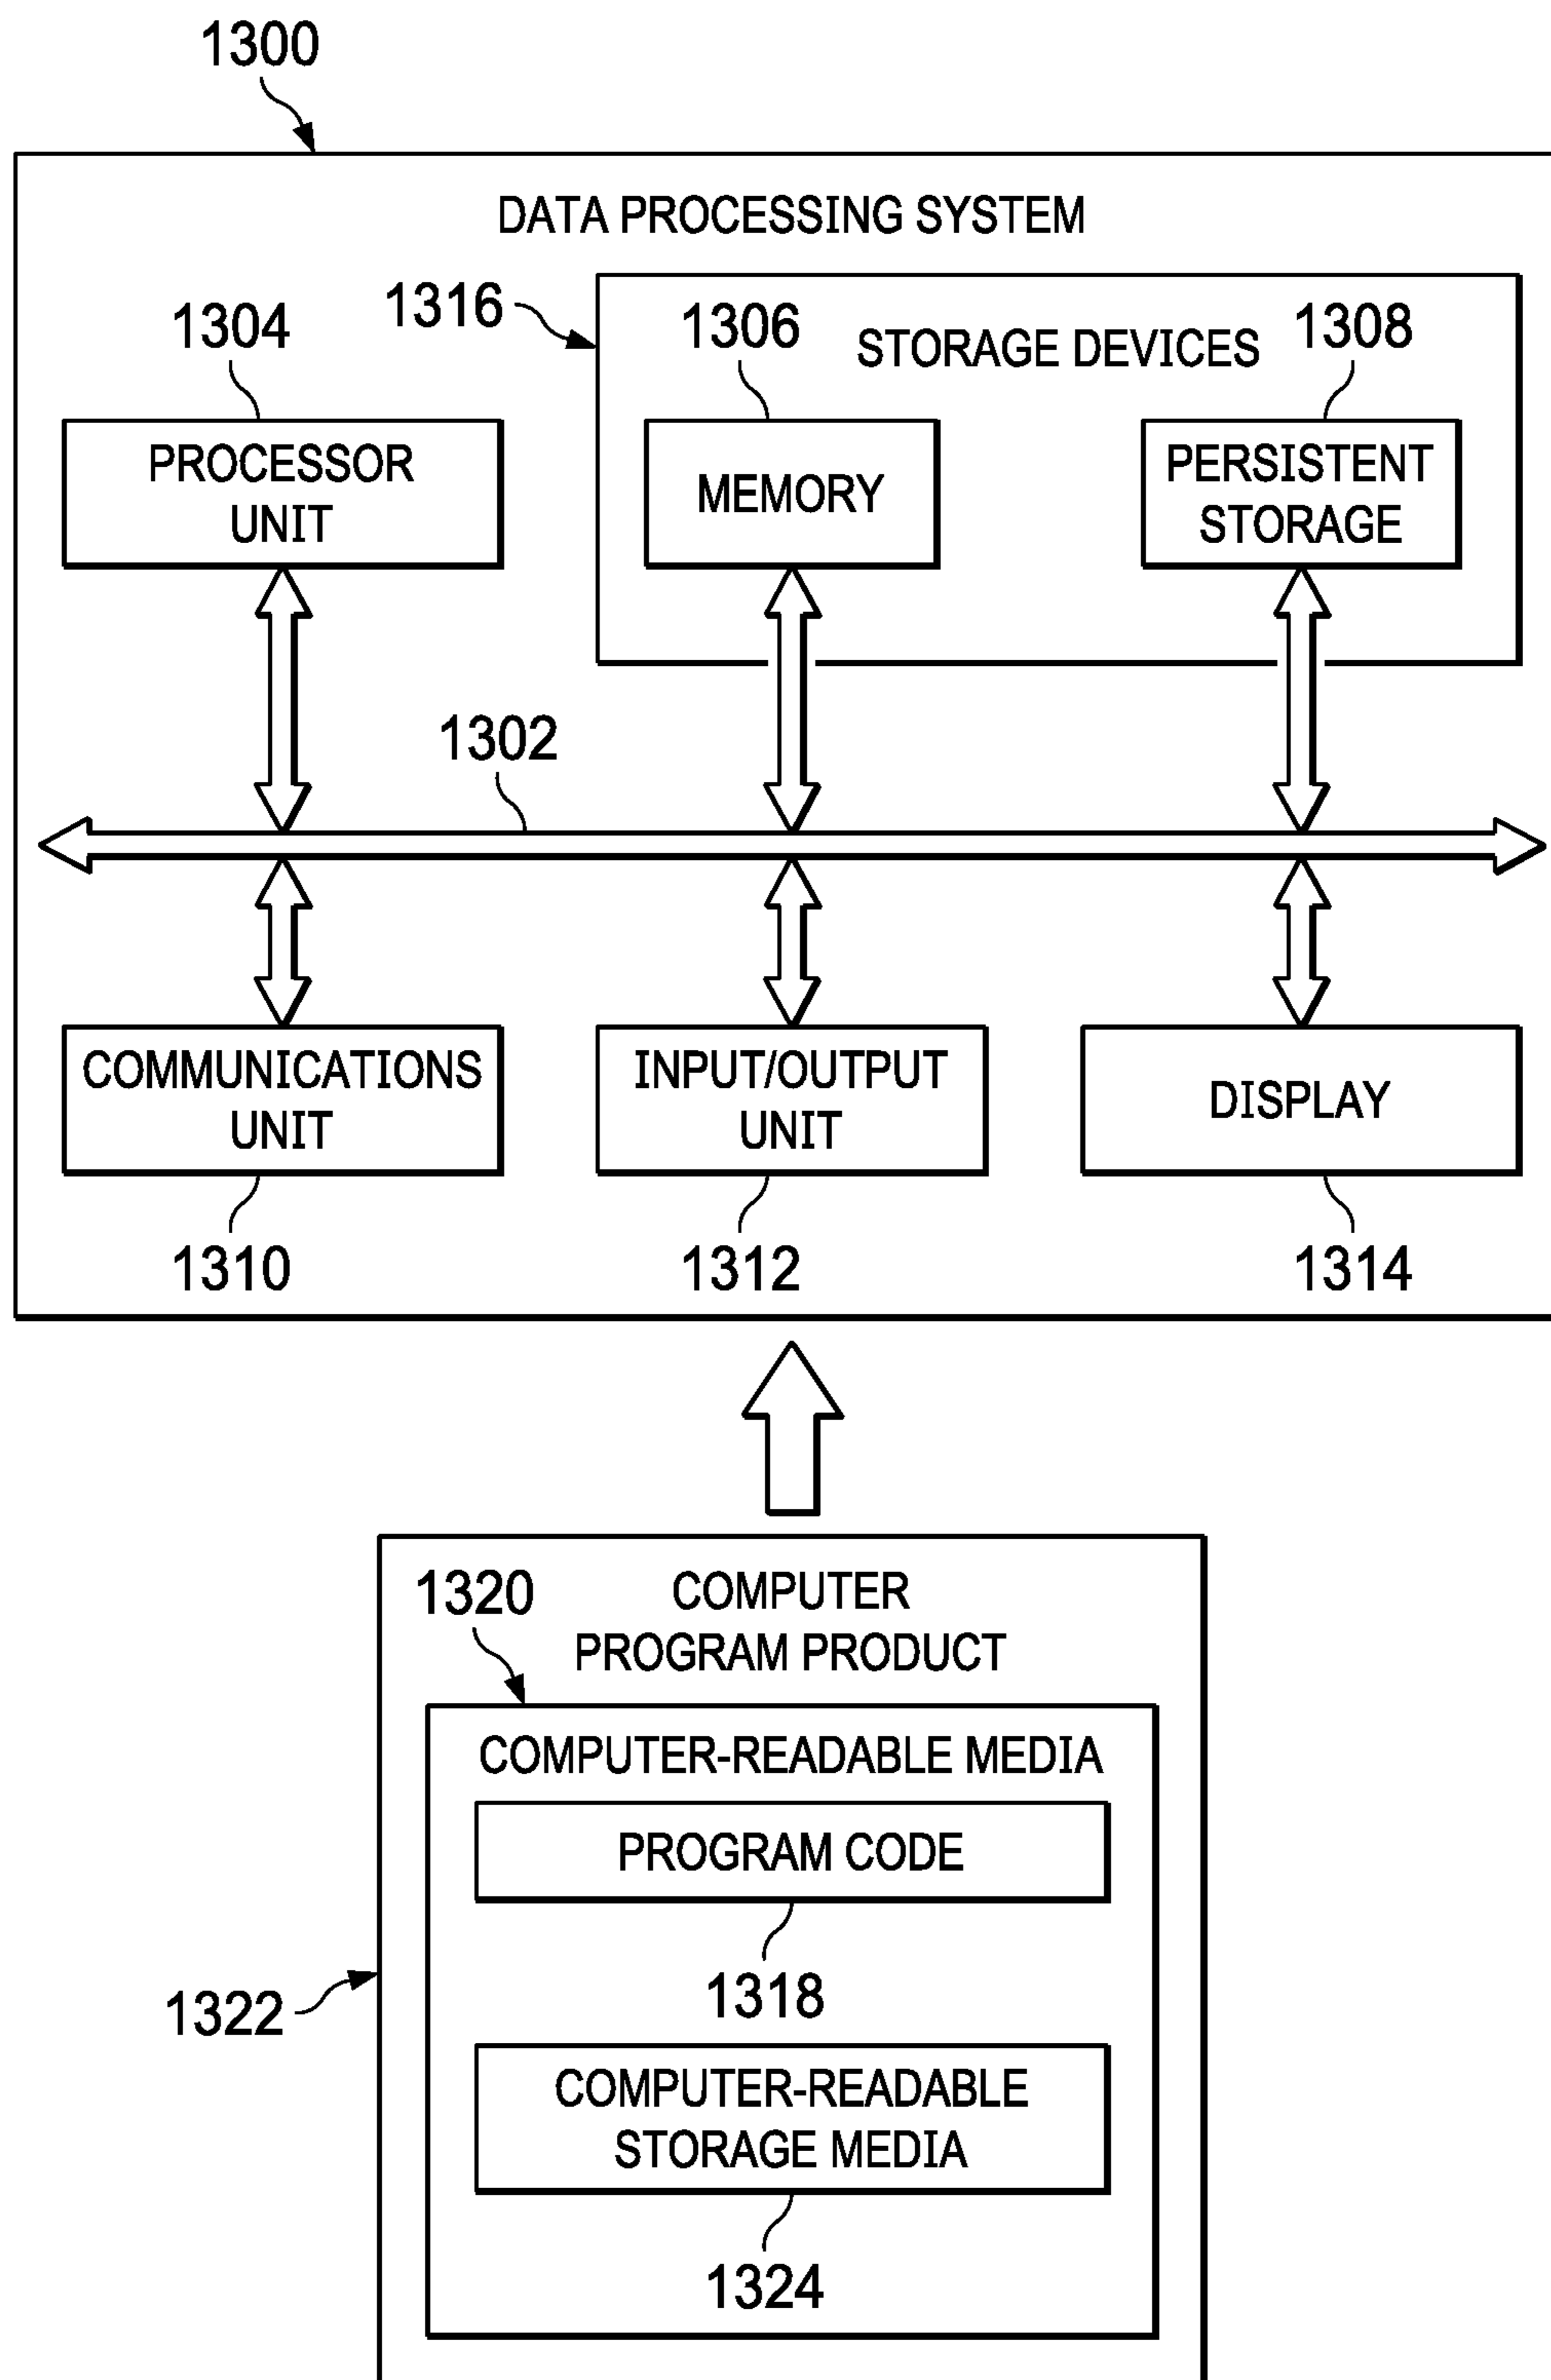 1300
DATA PROCESSING SYSTEM
1316
1304
1306
1308
STORAGE DEVICES
PROCESSOR
UNIT
MEMORY
PERSISTENT
STORAGE
1302
COMMUNICATIONS
UNIT
INPUT/OUTPUT
UNIT
DISPLAY
1310
1312
1314
1320
COMPUTER
PROGRAM PRODUCT
COMPUTER-READABLE MEDIA
PROGRAM CODE
1318
1322
COMPUTER-READABLE
STORAGE MEDIA
1324